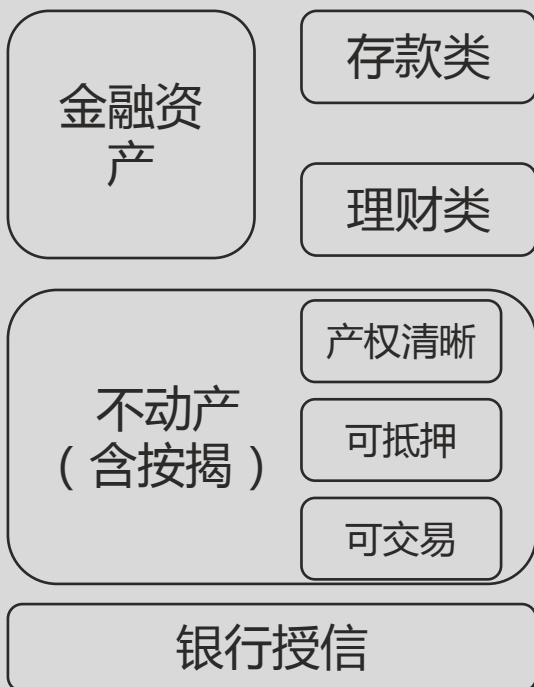 金融资
产
存款类
理财类
不动产
（含按揭）
产权清晰
可抵押
可交易
银行授信